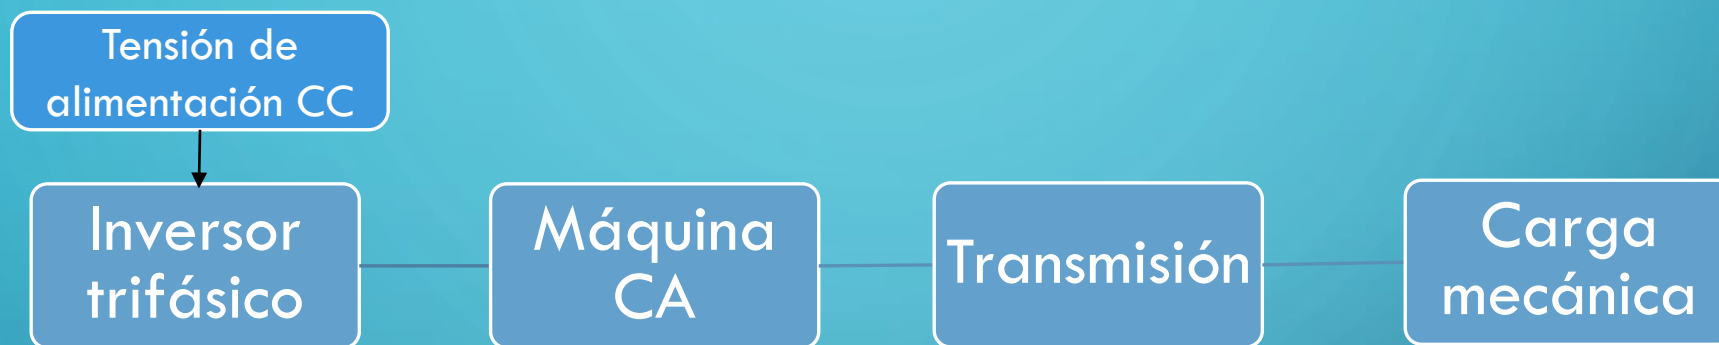 Tensión de
alimentación CC
Inversor
trifásico
Máquina
CA
Transmisión
Carga
mecánica